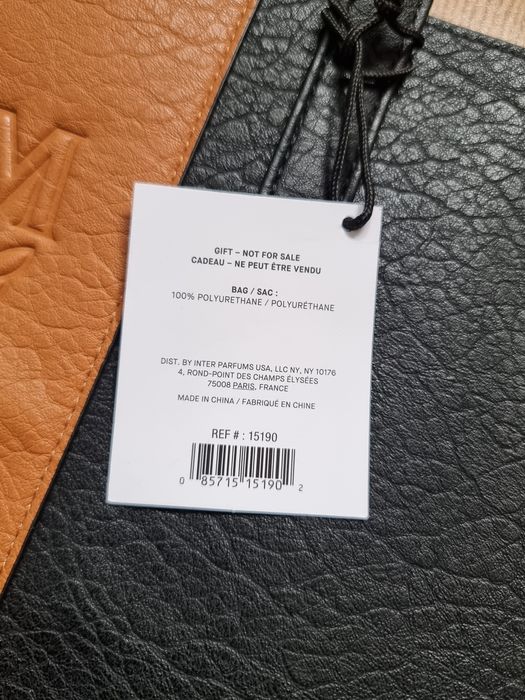 GIFT – NOT FOR SALE
CADEAU – NE PEUT ÊTRE VENDU
BAG / SAC :
100% POLYURETHANE / POLYURÉTHANE
DIST. BY INTER PARFUMS USA, LLC NY, NY 10176
4, ROND-POINT DES CHAMPS ÉLYSÉES
75008 PARIS, FRANCE
MADE IN CHINA / FABRIQUÉ EN CHINE
REF # : 15190
0 85715 15190 2